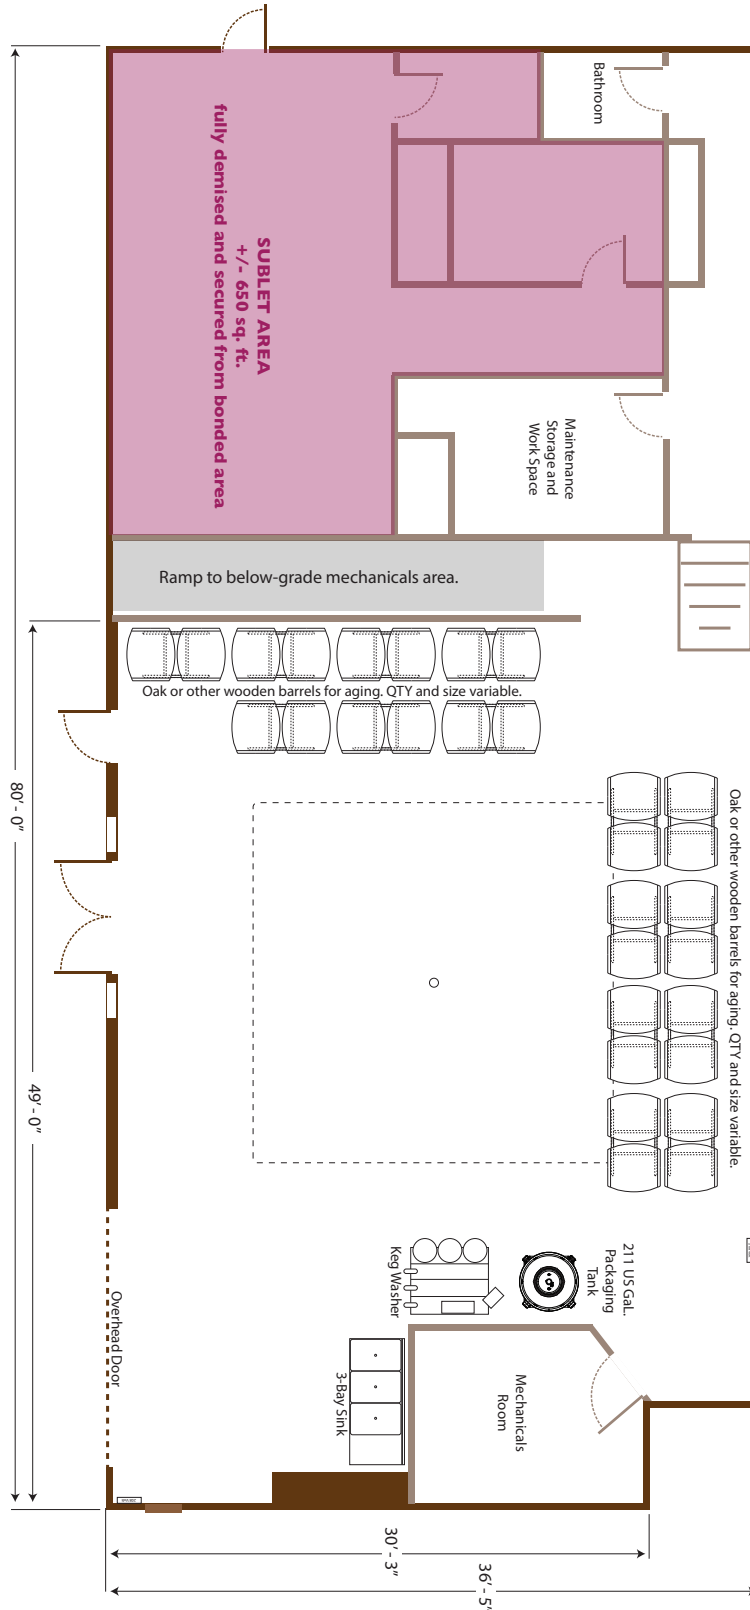 Bathroom
SUBLET AREA
+/- 650 sq. ft.
fully demised and secured from bonded area
Maintenance
Storage and
Work Space
Ramp to below-grade mechanicals area.
Oak or other wooden barrels for aging. QTY and size variable.
Oak or other wooden barrels for aging. QTY and size variable.
80'- 0"
49'- 0"
211 US GaL.
Packaging
Tank
Keg Washer
Overhead Door
3-Bay Sink
Mechanicals
Room
30'- 3"
36'- 5"